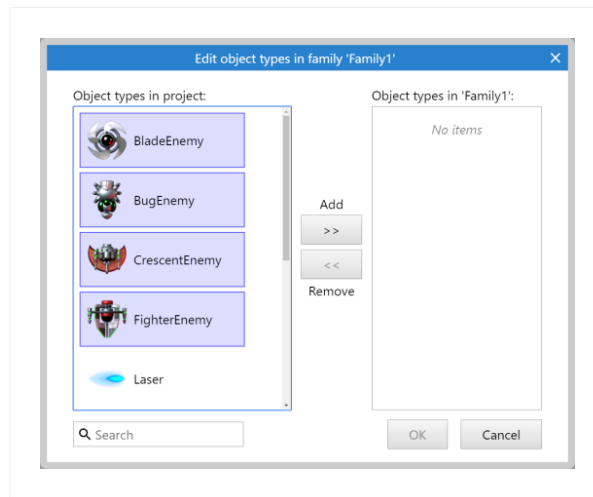 Edit object types in family 'Family1'
Object types in project:
BladeEnemy
BugEnemy
CrescentEnemy
FighterEnemy
Laser
Search
Add
>>
<<
Remove
Object types in 'Family1':
No items
OK
Cancel